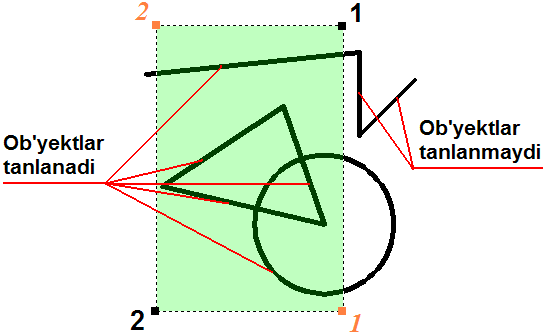 2
1
Ob'yektlar
tanlanadi
Ob'yektlar
tanlanmaydi
2
1